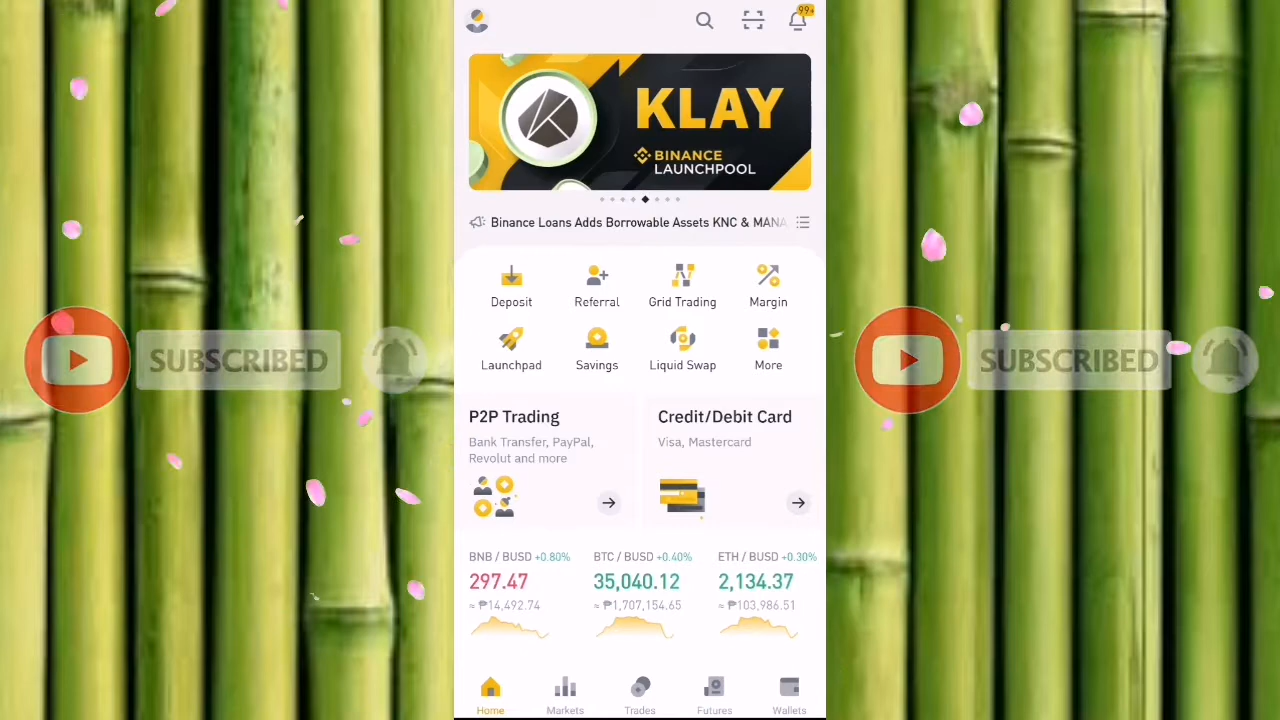 99+
KLAY
BINANCE
LAUNCHPOOL
Binance Loans Adds Borrowable Assets KNC & MANA
Deposit
Referral
Grid Trading
Margin
Launchpad
Savings
Liquid Swap
More
SUBSCRIBED
SUBSCRIBED
P2P Trading
Bank Transfer, PayPal,
Revolut and more
Credit/Debit Card
Visa, Mastercard
BNB / BUSD +0.80%
297.47
≈ ₱14,492.74
BTC / BUSD +0.40%
35,040.12
≈ ₱1,707,154.65
ETH / BUSD +0.30%
2,134.37
≈ ₱103,986.51
Home
Markets
Trades
Futures
Wallets